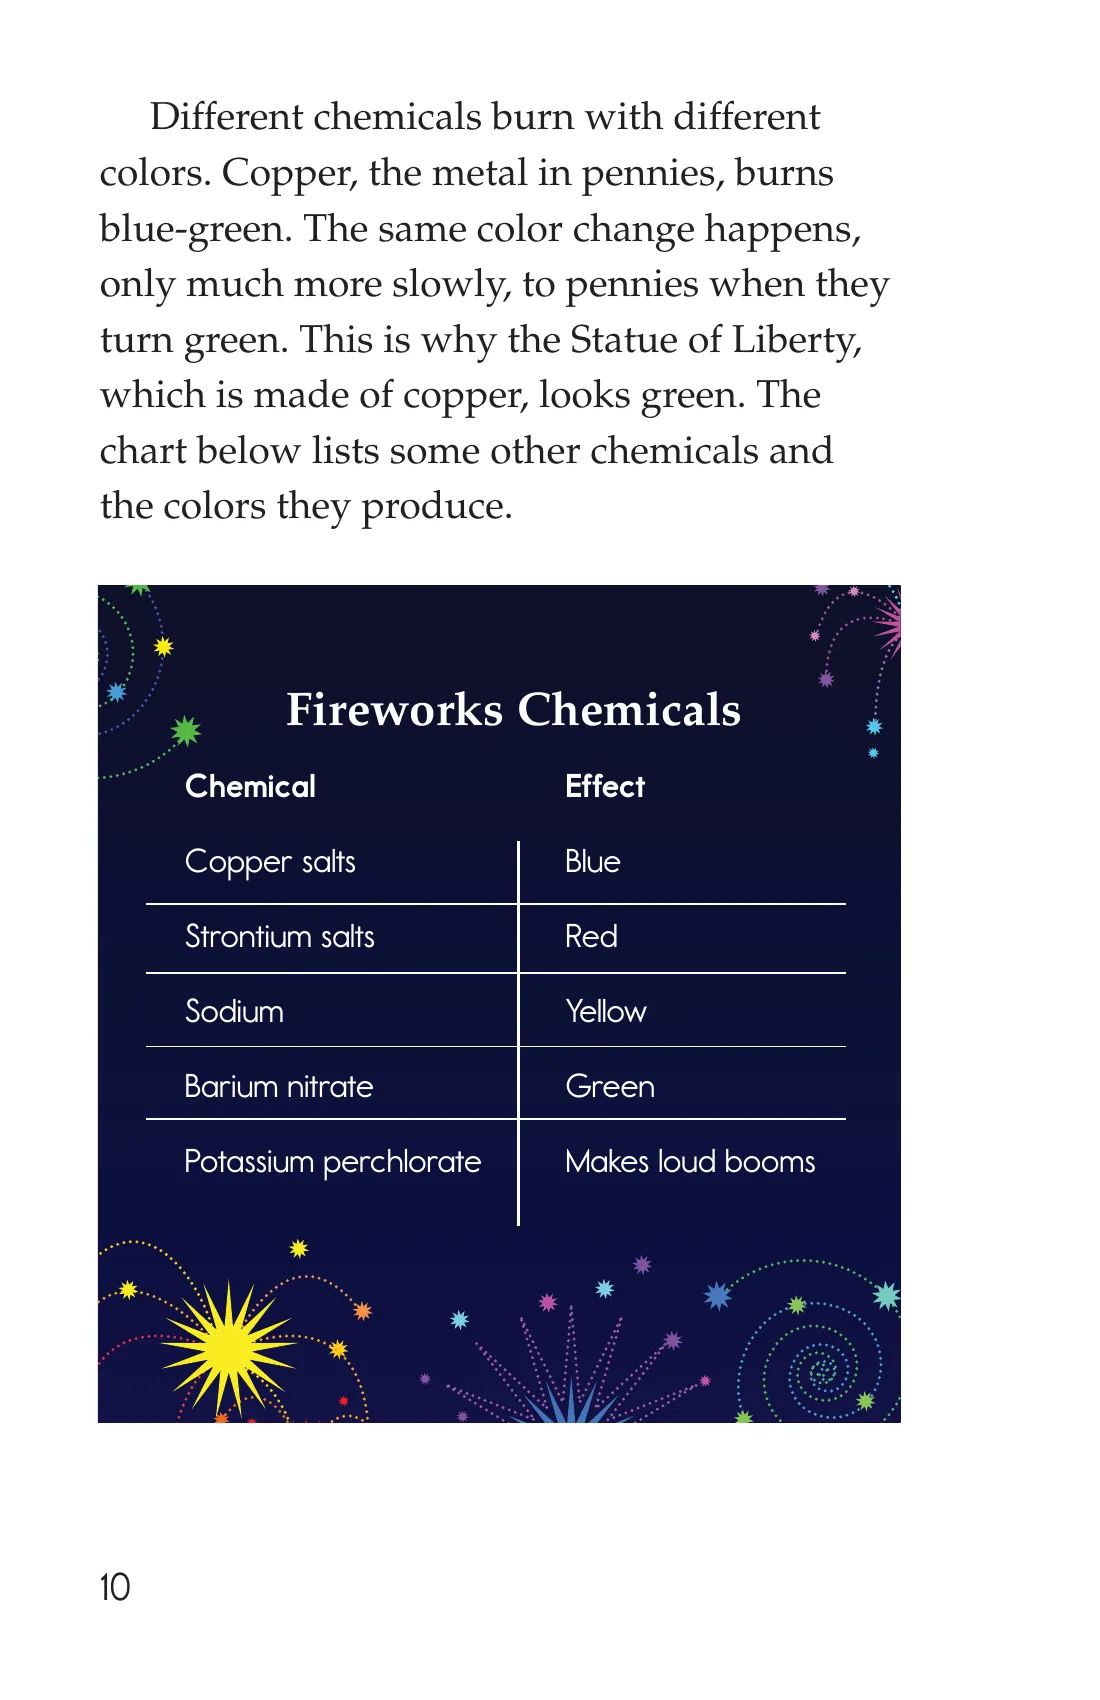 Different chemicals burn with different
colors. Copper, the metal in pennies, burns
blue-green. The same color change happens,
only much more slowly, to pennies when they
turn green. This is why the Statue of Liberty,
which is made of copper, looks green. The
chart below lists some other chemicals and
the colors they produce.
Fireworks Chemicals
Chemical Effect
Copper salts Blue
Strontium salts Red
Sodium Yellow
Barium nitrate Green
Potassium perchlorate Makes loud booms
10